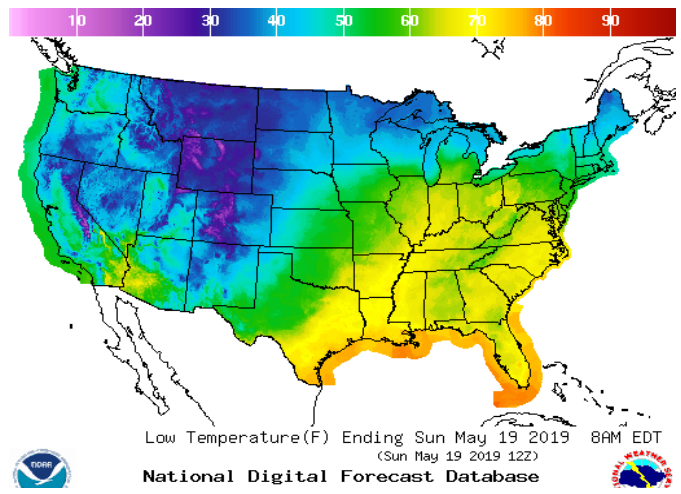 10 20 30 40 50 60 70 80 90
Low Temperature(F) Ending Sun May 19 2019 8AM EDT
(Sun May 19 2019 12Z)
National Digital Forecast Database
NOAA